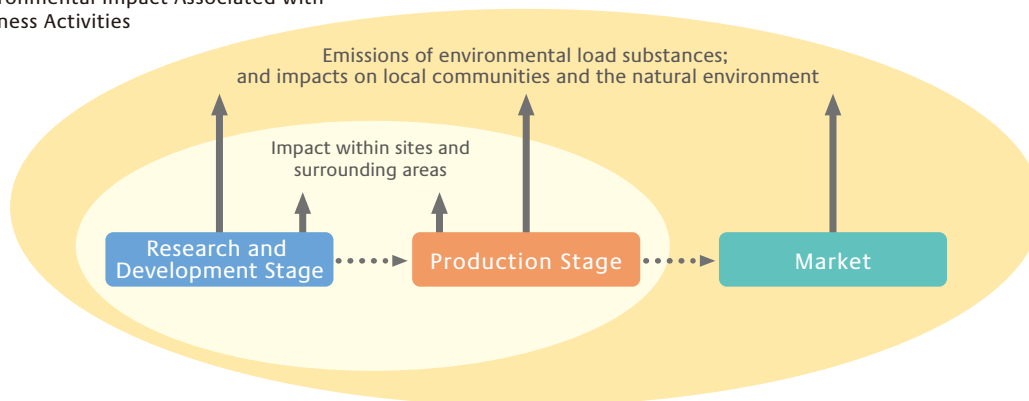 ness Activities
Emissions of environmental load substances;
and impacts on local communities and the natural environment
Impact within sites and
surrounding areas
Research and
Development Stage
Production Stage
Market